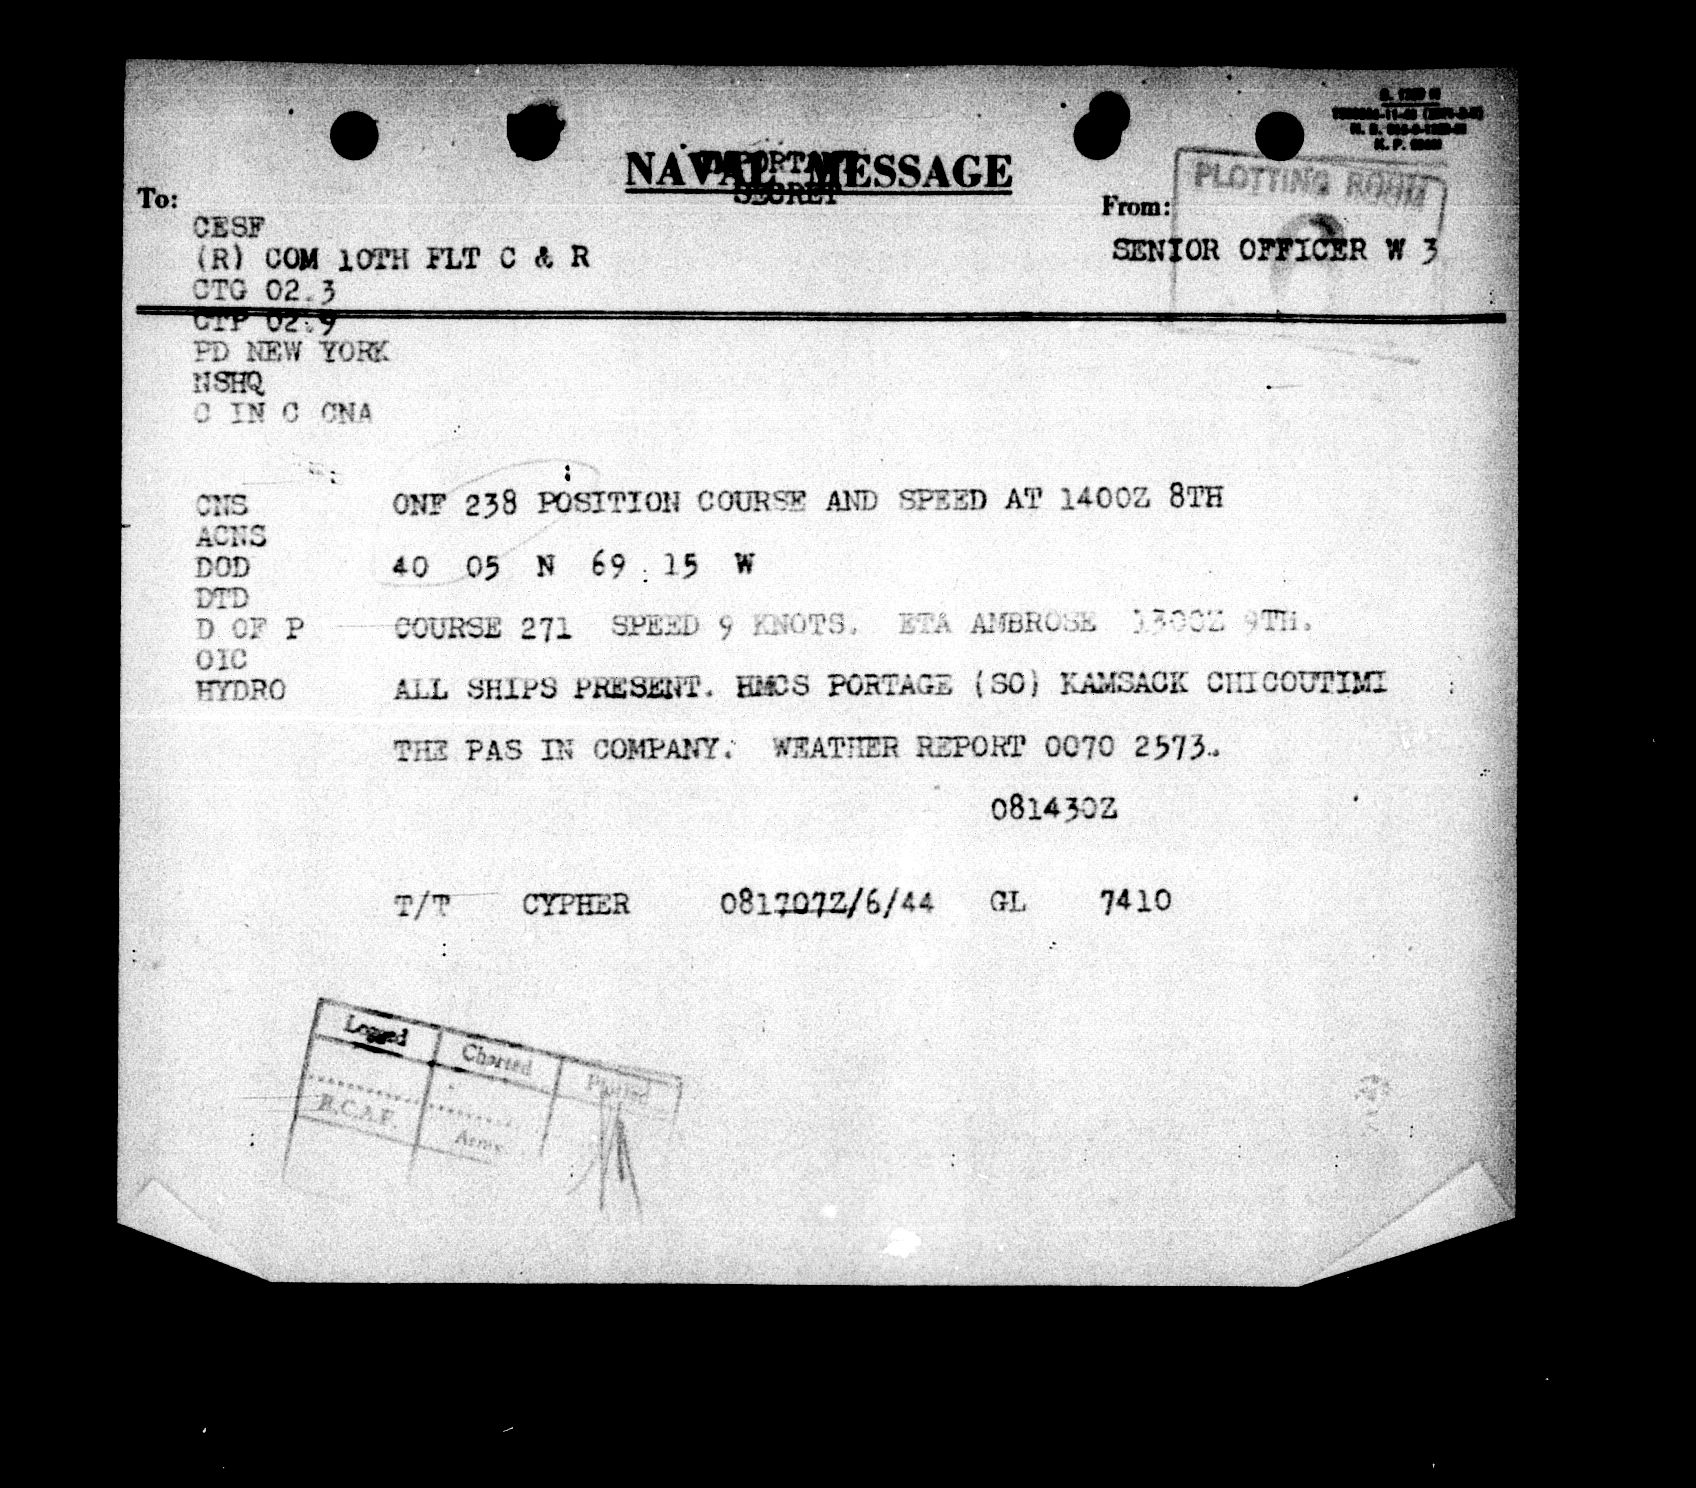 NAVAL MESSAGE
IMPORTANT
SECRET
PLOTTING ROOM
To:
From:
CESF
(R) COM 10TH FLT C & R
SENIOR OFFICER W 3
CTG 02.3
CTF 02.9
PD NEW YORK
NSHQ
C IN C CNA
CNS ONF 238 POSITION COURSE AND SPEED AT 1400Z 8TH
ACNS
DOD 40 05 N 69 15 W
DTD
D OF P COURSE 271 SPEED 9 KNOTS. ETA AMBROSE 1300Z 9TH.
OIC
HYDRO ALL SHIPS PRESENT. HMCS PORTAGE (SO) KAMSACK CHICOUTIMI
THE PAS IN COMPANY. WEATHER REPORT 0070 2573.
081430Z
T/T CYPHER 081707Z/6/44 GL 7410
Logged Charted Plotted
R.C.A.F.